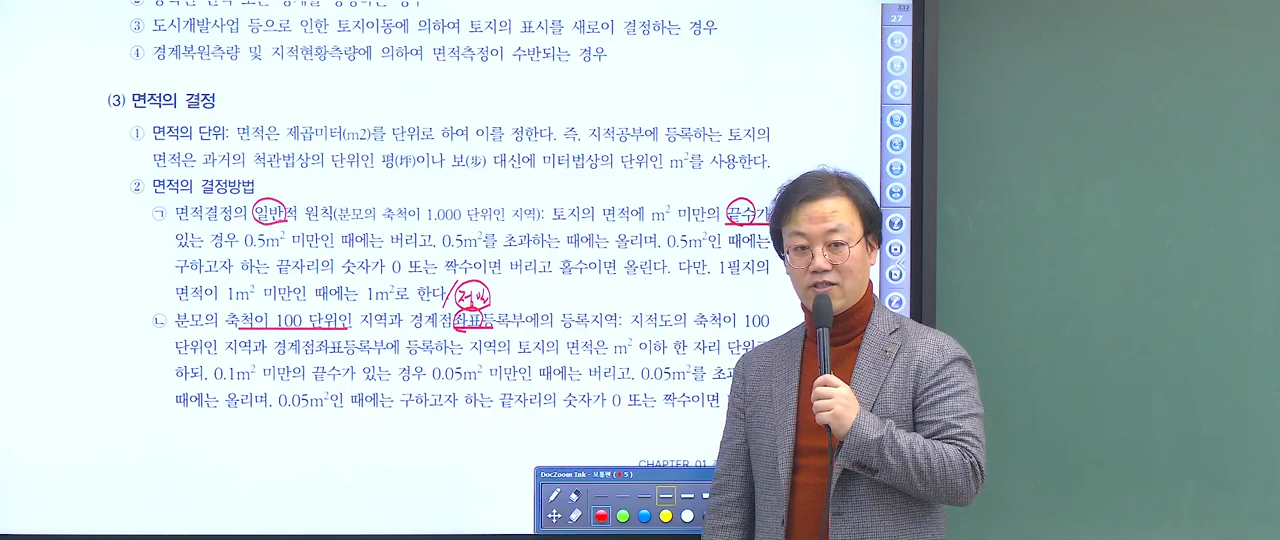 ③ 도시개발사업 등으로 인한 토지이동에 의하여 토지의 표시를 새로이 결정하는 경우
④ 경계복원측량 및 지적현황측량에 의하여 면적측정이 수반되는 경우
(3) 면적의 결정
① 면적의 단위: 면적은 제곱미터(m2)를 단위로 하여 이를 정한다. 즉, 지적공부에 등록하는 토지의
면적은 과거의 척관법상의 단위인 평(坪)이나 보(步) 대신에 미터법상의 단위인 m²를 사용한다.
② 면적의 결정방법
㉠ 면적결정의 일반적 원칙(분모의 축척이 1,000 단위인 지역): 토지의 면적에 m² 미만의 끝수가
있는 경우 0.5m² 미만인 때에는 버리고, 0.5m²를 초과하는 때에는 올리며, 0.5m²인 때에는
구하고자 하는 끝자리의 숫자가 0 또는 짝수이면 버리고 홀수이면 올린다. 다만, 1필지의
면적이 1m² 미만인 때에는 1m²로 한다.
㉡ 분모의 축척이 100 단위인 지역과 경계점좌표등록부에의 등록지역: 지적도의 축척이 100
단위인 지역과 경계점좌표등록부에 등록하는 지역의 토지의 면적은 m² 이하 한 자리
하되, 0.1m² 미만의 끝수가 있는 경우 0.05m² 미만인 때에는 버리고, 0.05m²를
때에는 올리며, 0.05m²인 때에는 구하고자 하는 끝자리의 숫자가 0 또는 짝수이면
CHAPTER 01
DocZoom Ink - 보통펜 ( 5 )
332
27